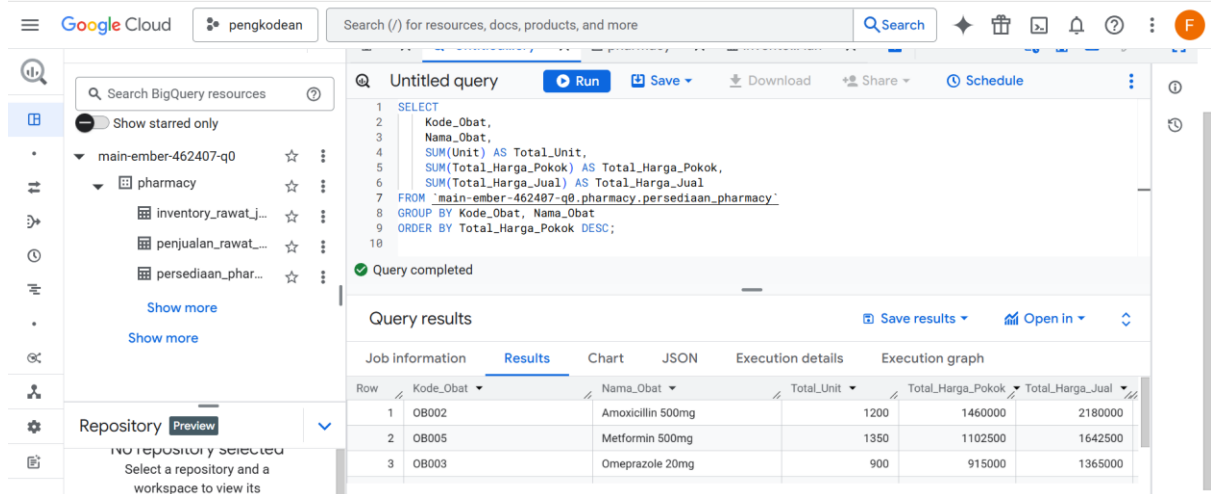 Google Cloud
pengkodean
Search (/) for resources, docs, products, and more
Search
F
Search BigQuery resources
Show starred only
main-ember-462407-q0
pharmacy
inventory_rawat_j...
penjualan_rawat_...
persediaan_phar...
Show more
Show more
Repository Preview
No repository selected
Select a repository and a
workspace to view its
Untitled query
Run
Save
Download
Share
Schedule
1 SELECT
2 Kode_Obat,
3 Nama_Obat,
4 SUM(Unit) AS Total_Unit,
5 SUM(Total_Harga_Pokok) AS Total_Harga_Pokok,
6 SUM(Total_Harga_Jual) AS Total_Harga_Jual
7 FROM `main-ember-462407-q0.pharmacy.persediaan_pharmacy`
8 GROUP BY Kode_Obat, Nama_Obat
9 ORDER BY Total_Harga_Pokok DESC;
10
Query completed
Query results
Save results
Open in
Job information Results Chart JSON Execution details Execution graph
Row Kode_Obat Nama_Obat Total_Unit Total_Harga_Pokok Total_Harga_Jual
1 OB002 Amoxicillin 500mg 1200 1460000 2180000
2 OB005 Metformin 500mg 1350 1102500 1642500
3 OB003 Omeprazole 20mg 900 915000 1365000